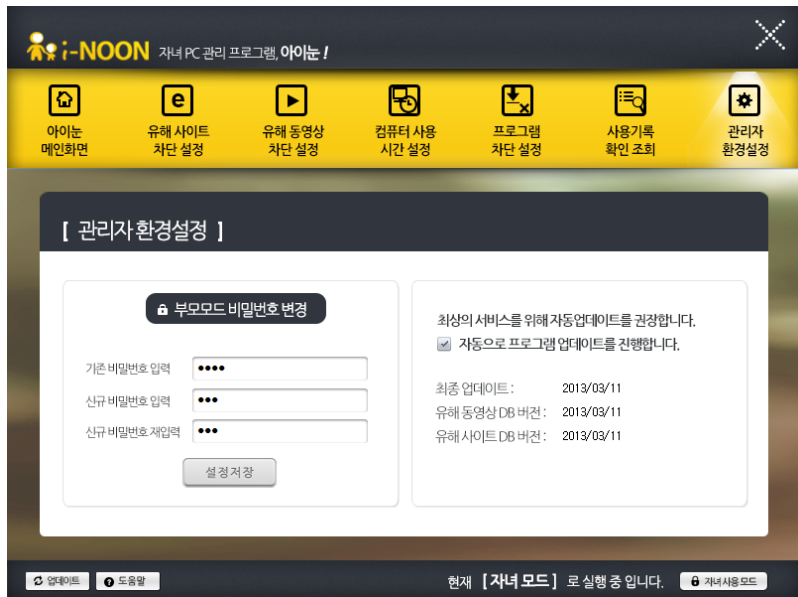 i-NOON 자녀 PC 관리 프로그램, 아이눈 !
아이눈
메인화면
유해 사이트
차단 설정
유해 동영상
차단 설정
컴퓨터 사용
시간 설정
프로그램
차단 설정
사용기록
확인 조회
관리자
환경설정
[ 관리자 환경설정 ]
부모모드 비밀번호 변경
기존 비밀번호 입력
신규 비밀번호 입력
신규 비밀번호 재입력
설정저장
최상의 서비스를 위해 자동업데이트를 권장합니다.
자동으로 프로그램 업데이트를 진행합니다.
최종 업데이트 : 2013/03/11
유해 동영상 DB 버전 : 2013/03/11
유해 사이트 DB 버전 : 2013/03/11
업데이트
도움말
현재 [ 자녀 모드 ] 로 실행 중 입니다.
자녀사용모드